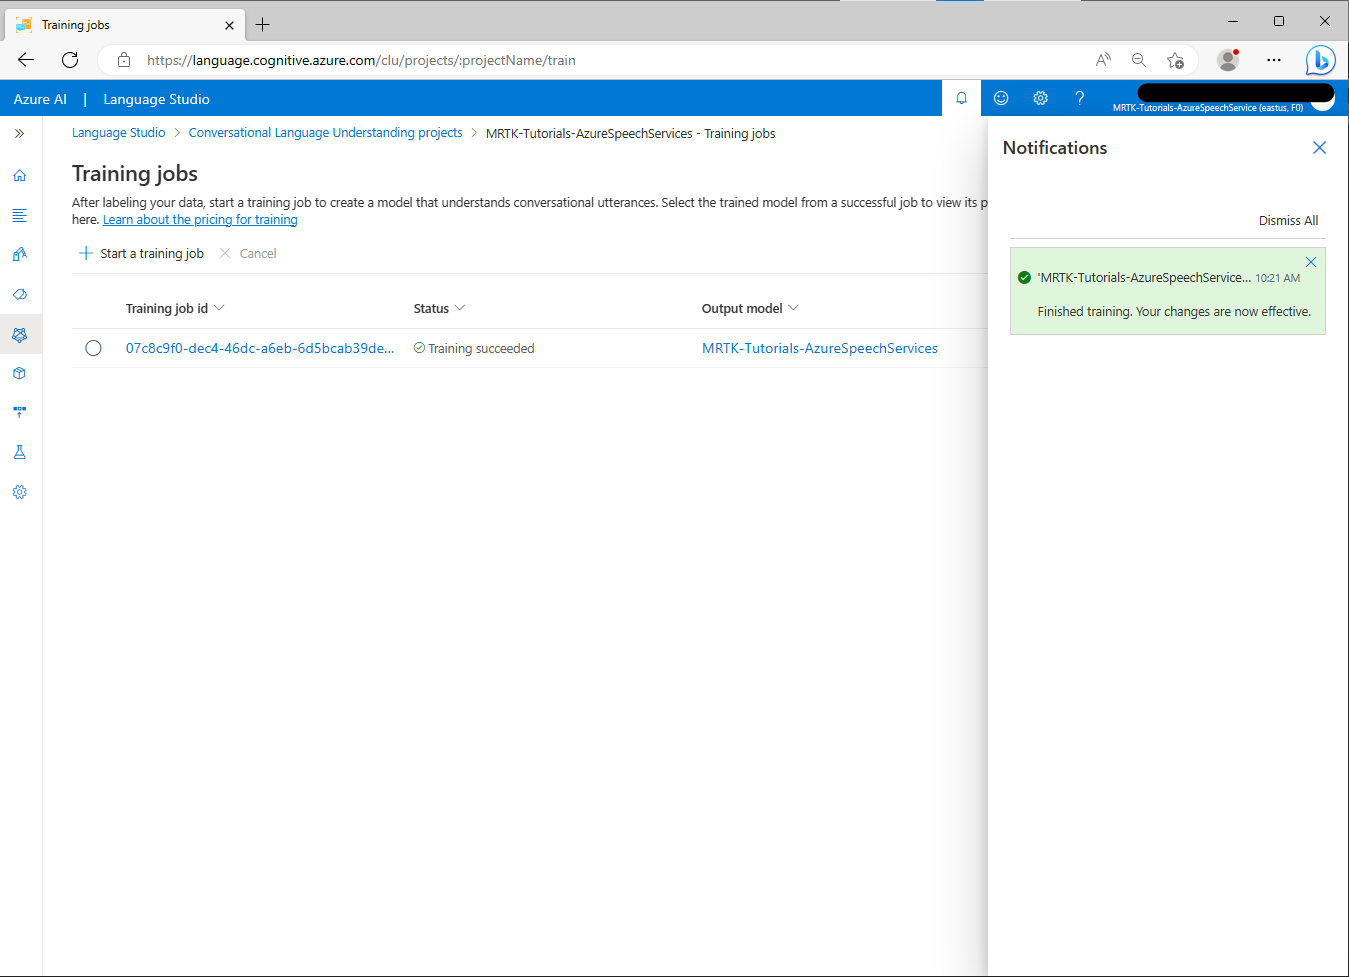 Training jobs
https://language.cognitive.azure.com/clu/projects/:projectName/train
Azure AI | Language Studio
MRTK-Tutorials-AzureSpeechService (eastus, F0)
Language Studio > Conversational Language Understanding projects > MRTK-Tutorials-AzureSpeechServices - Training jobs
Training jobs
After labeling your data, start a training job to create a model that understands conversational utterances. Select the trained model from a successful job to view its p
here. Learn about the pricing for training
Start a training job Cancel
Training job id Status Output model
07c8c9f0-dec4-46dc-a6eb-6d5bcab39de... Training succeeded MRTK-Tutorials-AzureSpeechServices
Notifications
Dismiss All
'MRTK-Tutorials-AzureSpeechService... 10:21 AM
Finished training. Your changes are now effective.